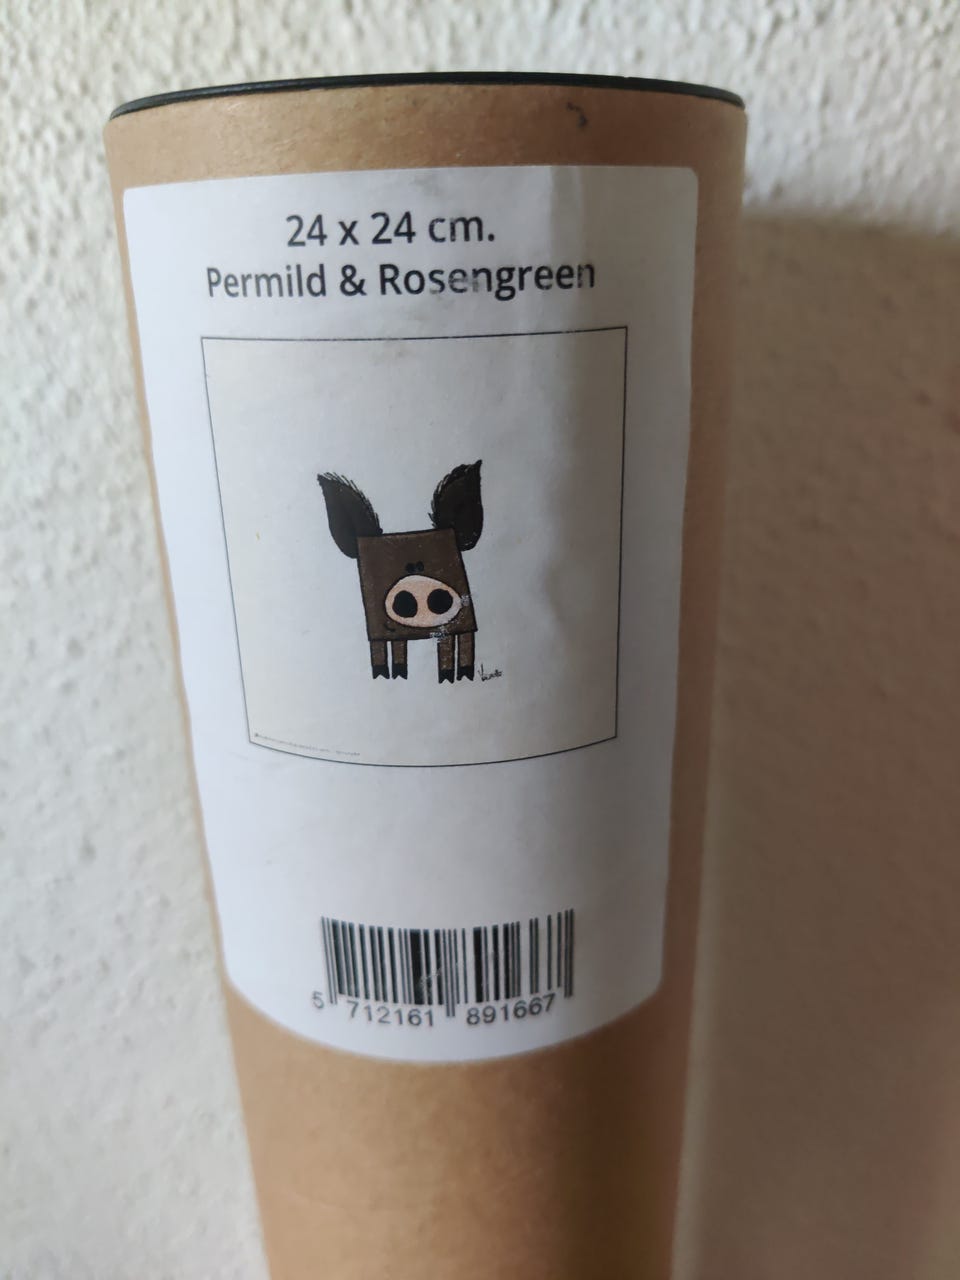 24 x 24 cm.
Permild & Rosengreen
5 712161 891667